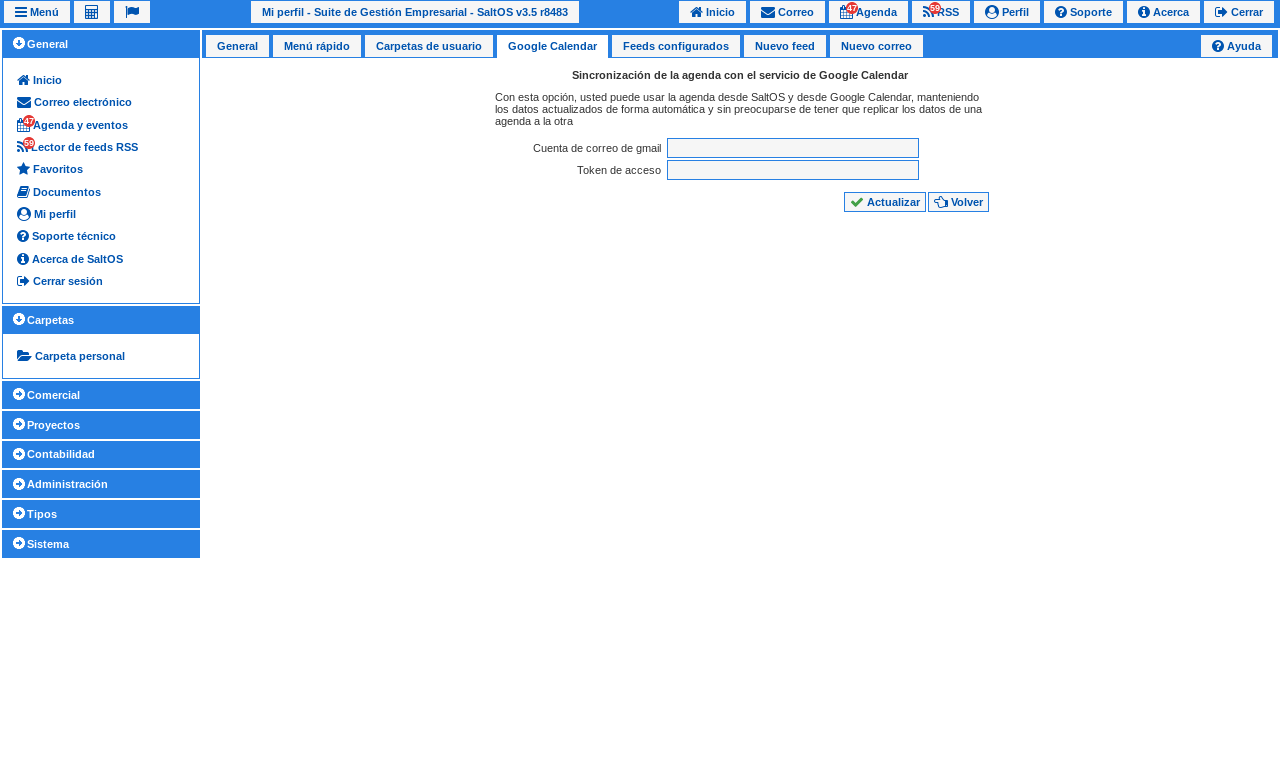 Menú
Mi perfil - Suite de Gestión Empresarial - SaltOS v3.5 r8483
Inicio
Correo
47 Agenda
59 RSS
Perfil
Soporte
Acerca
Cerrar
General
Inicio
Correo electrónico
47 Agenda y eventos
59 Lector de feeds RSS
Favoritos
Documentos
Mi perfil
Soporte técnico
Acerca de SaltOS
Cerrar sesión
Carpetas
Carpeta personal
Comercial
Proyectos
Contabilidad
Administración
Tipos
Sistema
General
Menú rápido
Carpetas de usuario
Google Calendar
Feeds configurados
Nuevo feed
Nuevo correo
Ayuda
Sincronización de la agenda con el servicio de Google Calendar
Con esta opción, usted puede usar la agenda desde SaltOS y desde Google Calendar, manteniendo
los datos actualizados de forma automática y sin preocuparse de tener que replicar los datos de una
agenda a la otra
Cuenta de correo de gmail
Token de acceso
Actualizar
Volver